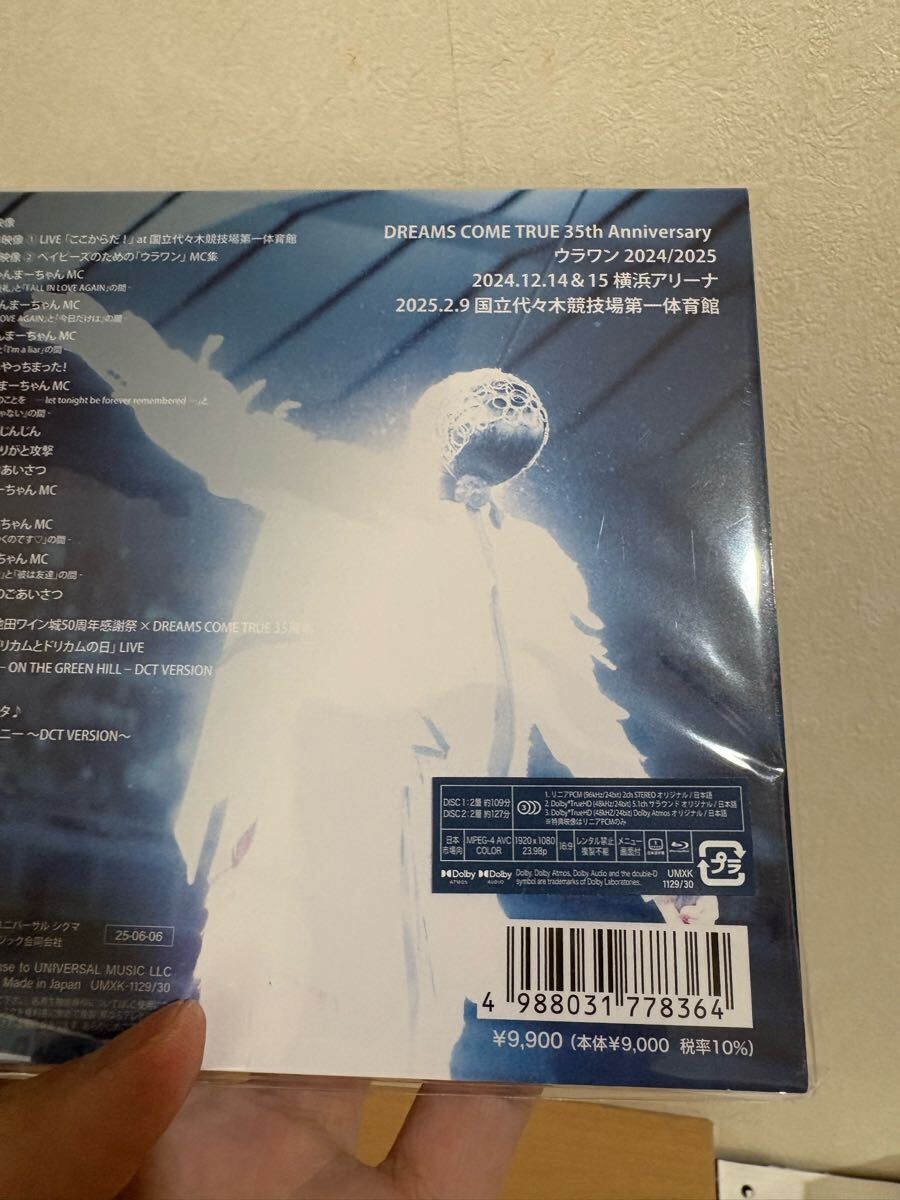 映像
映像 ① LIVE「ここからだ！」at 国立代々木競技場第一体育館
映像 ② ベイビーズのための「ウラワン」MC集
んまーちゃん MC
礼」と「FALL IN LOVE AGAIN」の間 -
んまーちゃん MC
LOVE AGAIN」と「今日だけは」の間 -
んまーちゃん MC
と「I'm a liar」の間 -
やっちまった！
まーちゃん MC
のことを － let tonight be forever remembered －」と
ゃない」の間 -
じんじん
りがと攻撃
あいさつ
ーちゃん MC
ちゃん MC
くのです♡」の間 -
ちゃん MC
」と「彼は友達」の間 -
のごあいさつ
池田ワイン城50周年感謝祭 × DREAMS COME TRUE 35周年
リカムとドリカムの日」LIVE
– ON THE GREEN HILL – DCT VERSION
タ♪
ニー 〜DCT VERSION〜
DREAMS COME TRUE 35th Anniversary
ウラワン 2024/2025
2024.12.14＆15 横浜アリーナ
2025.2.9 国立代々木競技場第一体育館
DISC 1：2層 約109分
DISC 2：2層 約127分
3
1. リニアPCM (96kHz/24bit) 2ch STEREO オリジナル / 日本語
2. Dolby*TrueHD (48kHz/24bit) 5.1ch サラウンド オリジナル / 日本語
3. Dolby*TrueHD (48kHZ/24bit) Dolby Atmos オリジナル / 日本語
※特典映像はリニアPCMのみ
日本市場向
MPEG-4 AVC COLOR
1920 x 1080 23.98p
16:9
レンタル禁止 複製不能
メニュー画面付
1
Dolby ATMOS
Dolby AUDIO
Dolby, Dolby Atmos, Dolby Audio and the double-D
symbol are trademarks of Dolby Laboratories.
UMXK
1129/30
プラ
ユニバーサル シグマ
ジック合同会社
25-06-06
nse to UNIVERSAL MUSIC LLC
Made in Japan UMXK-1129/30
4 988031 778364
¥9,900（本体¥9,000 税率10%）